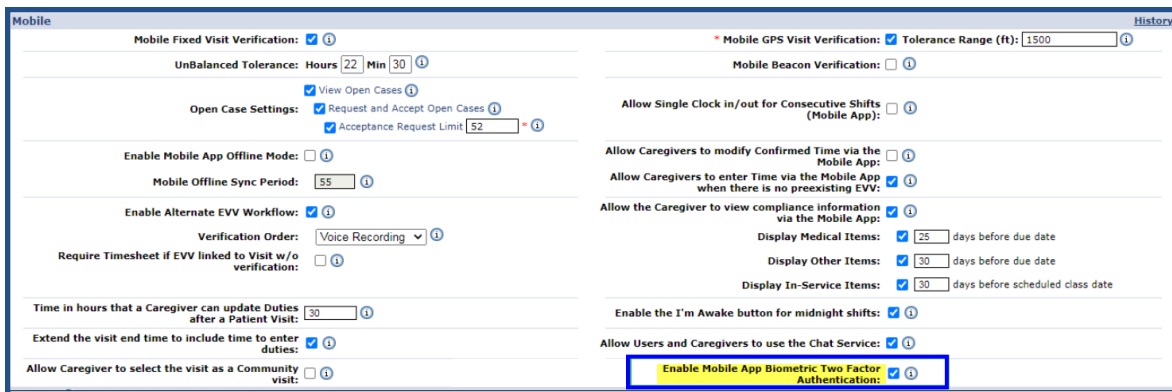 Mobile History
Mobile Fixed Visit Verification:
* Mobile GPS Visit Verification: Tolerance Range (ft): 1500
UnBalanced Tolerance: Hours 22 Min 30
Mobile Beacon Verification:
View Open Cases
Open Case Settings: Request and Accept Open Cases
Acceptance Request Limit 52 *
Allow Single Clock in/out for Consecutive Shifts
(Mobile App):
Enable Mobile App Offline Mode:
Allow Caregivers to modify Confirmed Time via the
Mobile App:
Mobile Offline Sync Period: 55
Allow Caregivers to enter Time via the Mobile App
when there is no preexisting EVV:
Enable Alternate EVV Workflow:
Allow the Caregiver to view compliance information
via the Mobile App:
Verification Order: Voice Recording
Display Medical Items: 25 days before due date
Require Timesheet if EVV linked to Visit w/o
verification:
Display Other Items: 30 days before due date
Display In-Service Items: 30 days before scheduled class date
Time in hours that a Caregiver can update Duties
after a Patient Visit: 30
Enable the I'm Awake button for midnight shifts:
Extend the visit end time to include time to enter
duties:
Allow Users and Caregivers to use the Chat Service:
Allow Caregiver to select the visit as a Community
visit:
Enable Mobile App Biometric Two Factor
Authentication: